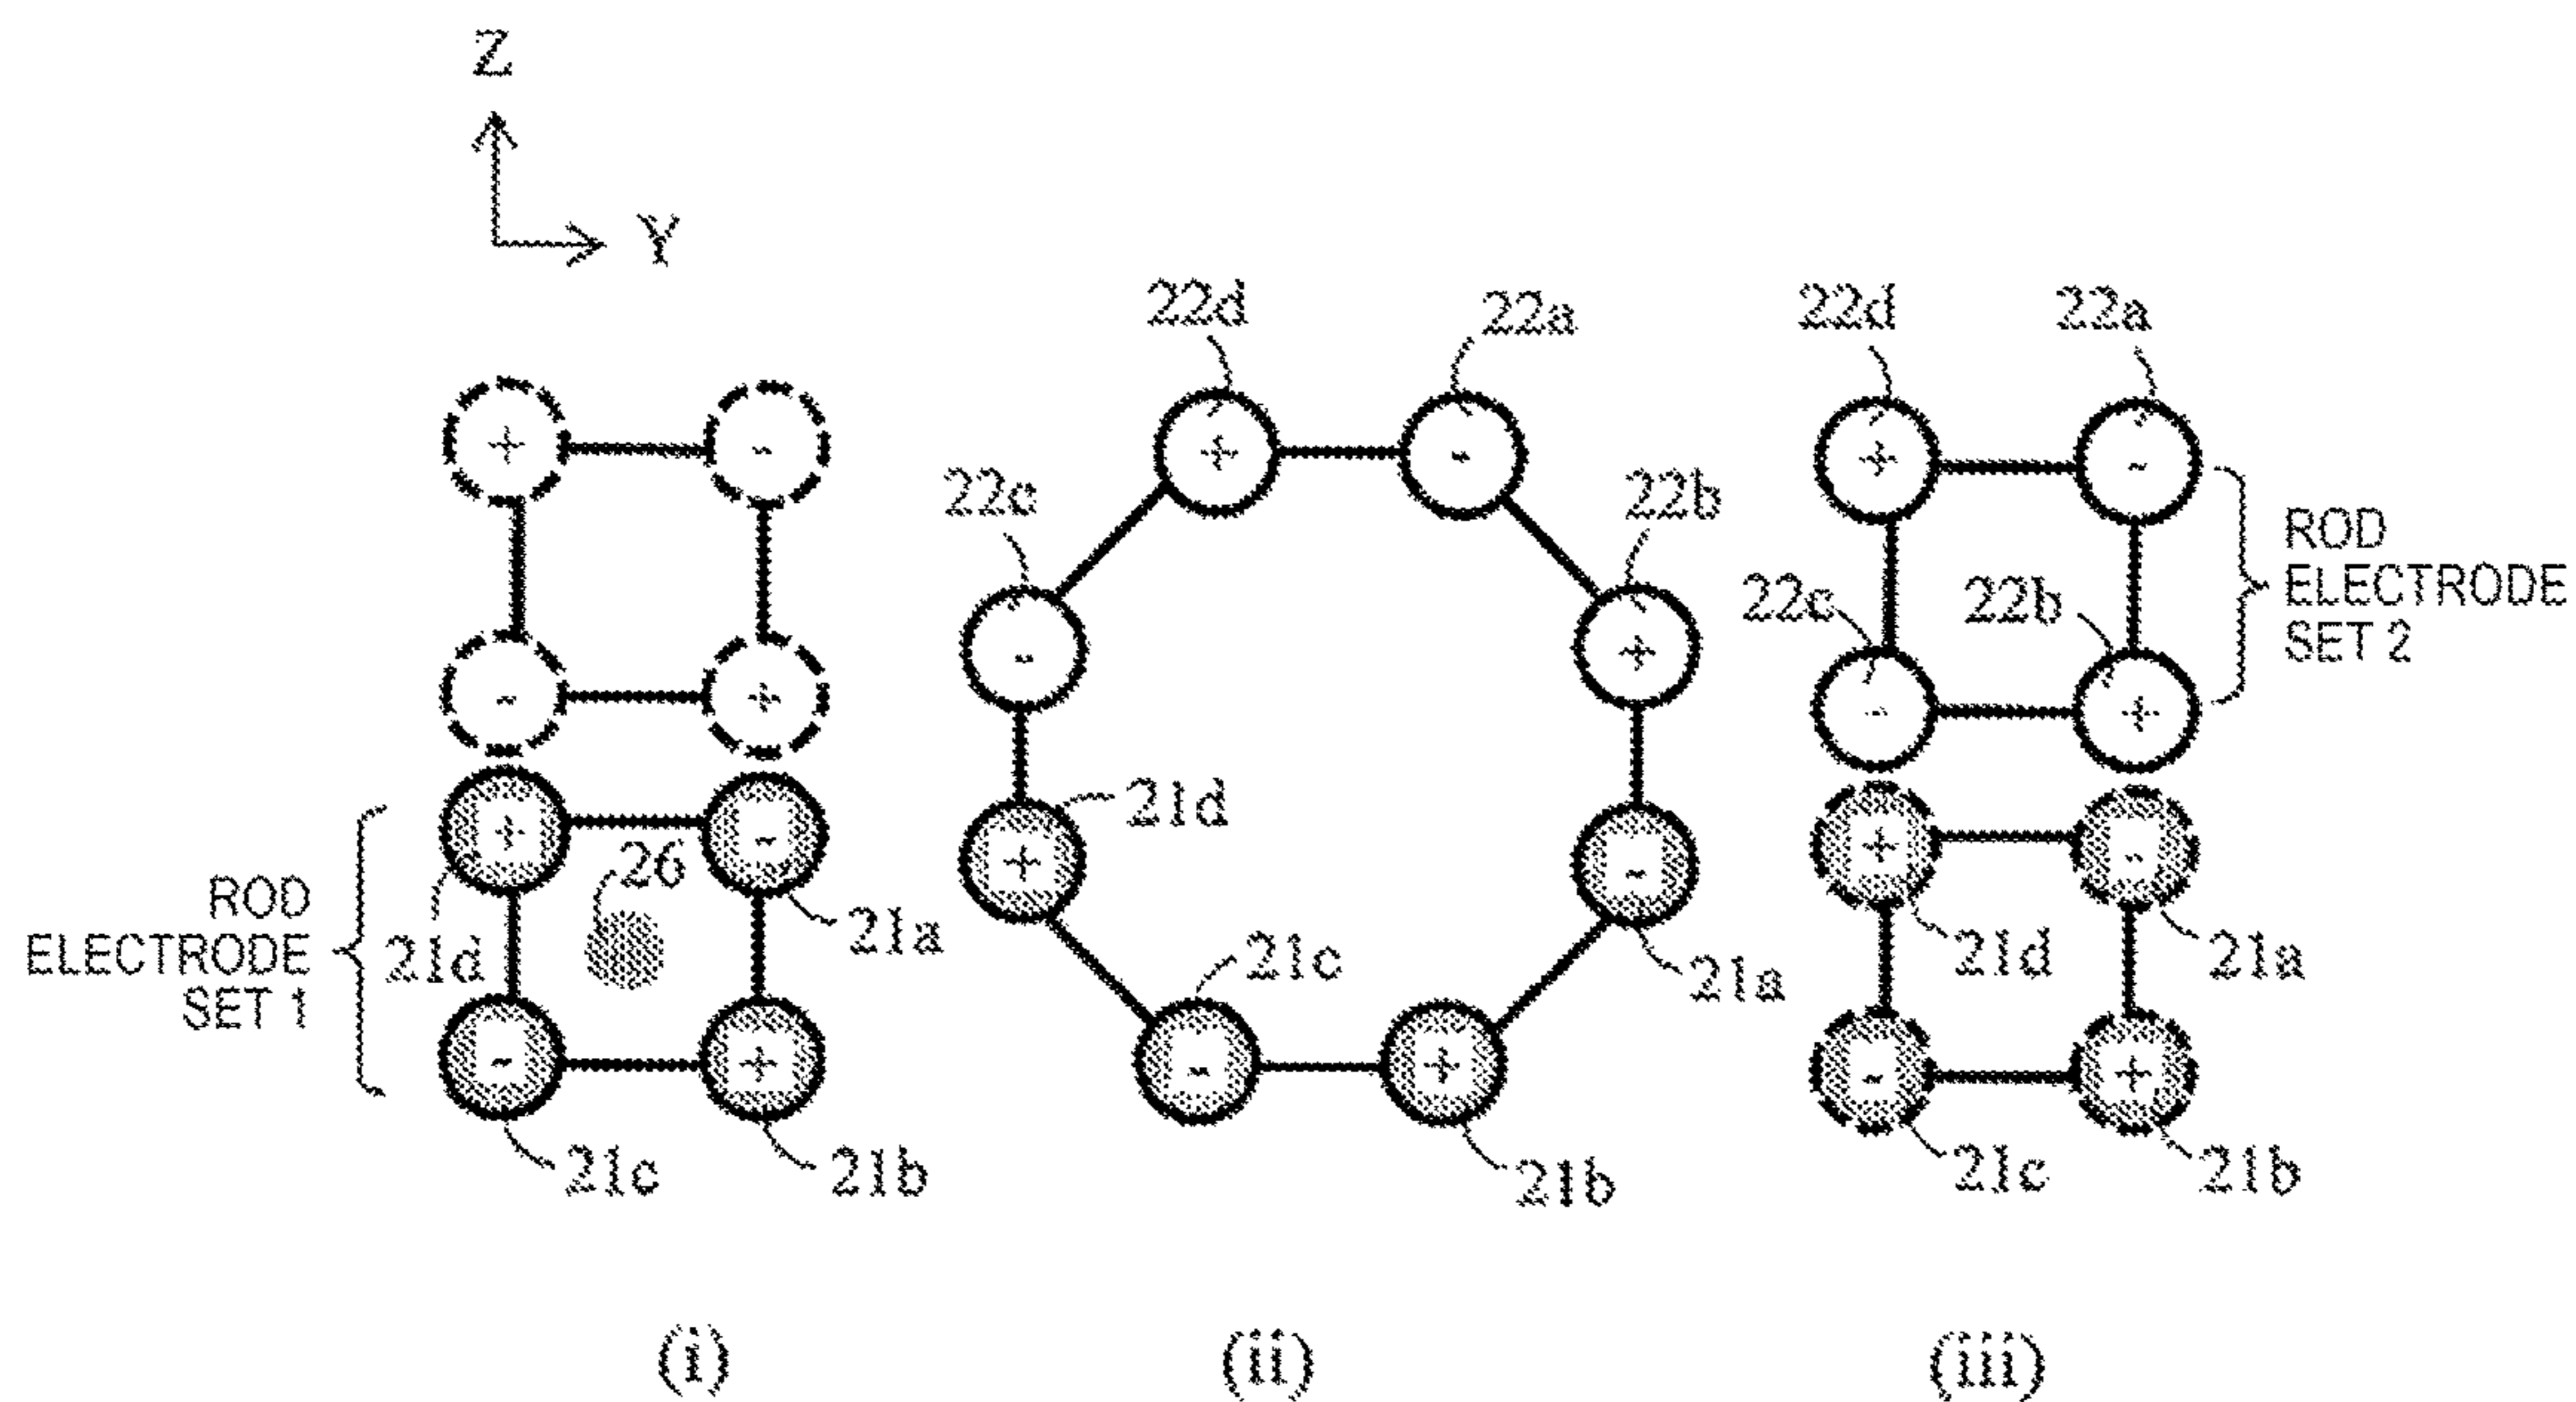 Z
Y
22d
22a
22c
22b
22d
22a
22c
22b
ROD
ELECTRODE
SET 2
+
-
-
+
+
-
-
+
+
-
-
+
ROD
ELECTRODE
SET 1
+
-
26
21d
21a
-
+
21c
21b
21d
+
-
21c
21a
-
+
21b
+
-
21d
21a
-
+
21c
21b
(i)
(ii)
(iii)